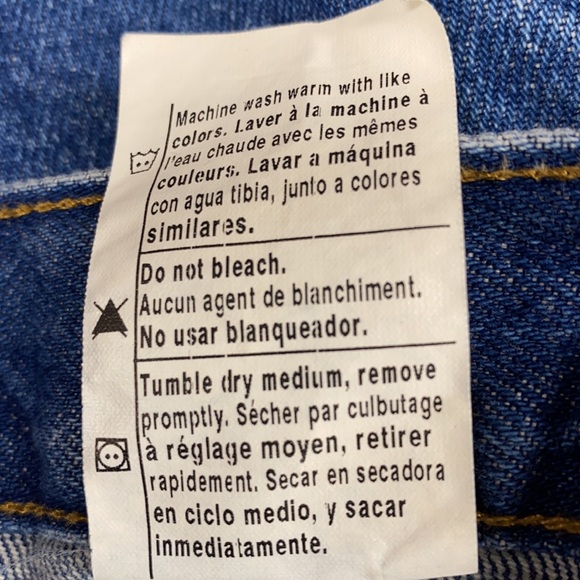 Machine wash warm with like
colors. Laver à la machine à
l'eau chaude avec les mêmes
couleurs. Lavar a máquina
con agua tibia, junto a colores
similares.
Do not bleach.
Aucun agent de blanchiment.
No usar blanqueador.
Tumble dry medium, remove
promptly. Sécher par culbutage
à réglage moyen, retirer
rapidement. Secar en secadora
en ciclo medio, y sacar
inmediatamente.